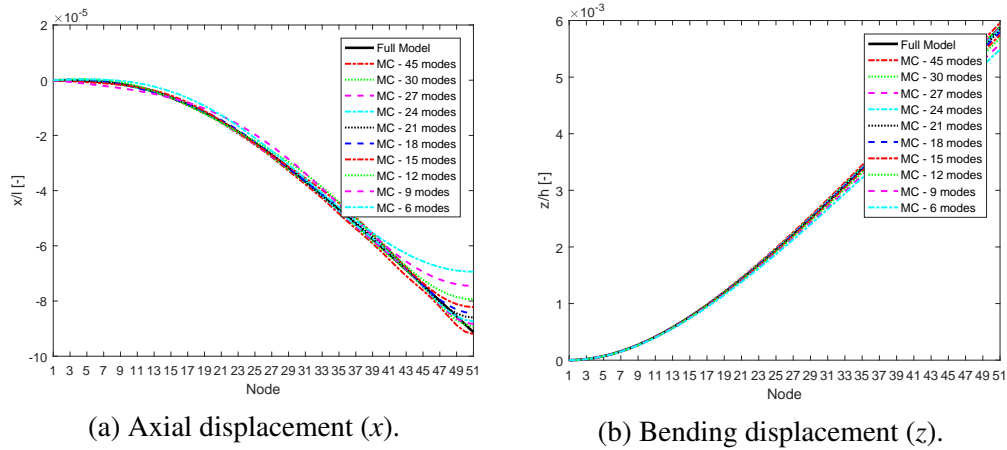 ×10⁻⁵
2
0
-2
-4
-6
-8
-10
x/l [-]
Full Model
MC - 45 modes
MC - 30 modes
MC - 27 modes
MC - 24 modes
MC - 21 modes
MC - 18 modes
MC - 15 modes
MC - 12 modes
MC - 9 modes
MC - 6 modes
1 3 5 7 9 11 13 15 17 19 21 23 25 27 29 31 33 35 37 39 41 43 45 47 49 51
Node
(a) Axial displacement (x).
×10⁻³
6
5
4
3
2
1
0
z/h [-]
Full Model
MC - 45 modes
MC - 30 modes
MC - 27 modes
MC - 24 modes
MC - 21 modes
MC - 18 modes
MC - 15 modes
MC - 12 modes
MC - 9 modes
MC - 6 modes
1 3 5 7 9 11 13 15 17 19 21 23 25 27 29 31 33 35 37 39 41 43 45 47 49 51
Node
(b) Bending displacement (z).